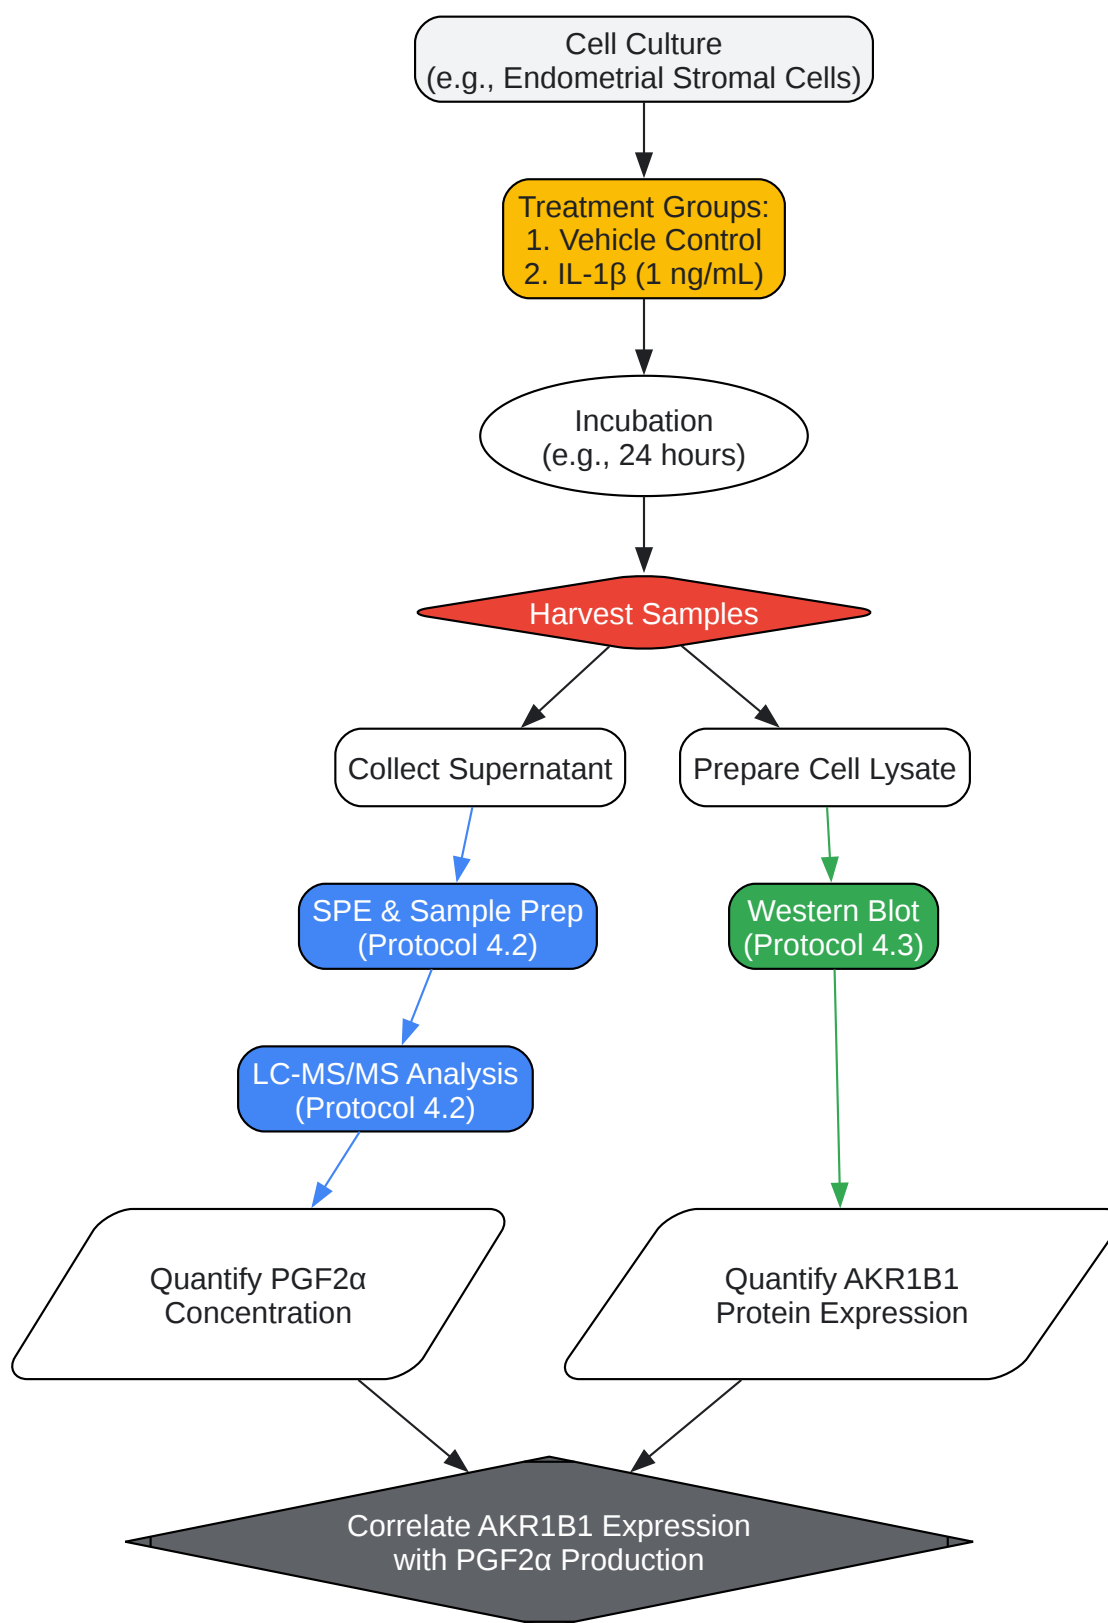 Cell Culture
(e.g., Endometrial Stromal Cells)
Treatment Groups:
1. Vehicle Control
2. IL-1β (1 ng/mL)
Incubation
(e.g., 24 hours)
Harvest Samples
Collect Supernatant
Prepare Cell Lysate
SPE & Sample Prep
(Protocol 4.2)
Western Blot
(Protocol 4.3)
LC-MS/MS Analysis
(Protocol 4.2)
Quantify PGF2α
Concentration
Quantify AKR1B1
Protein Expression
Correlate AKR1B1 Expression
with PGF2α Production